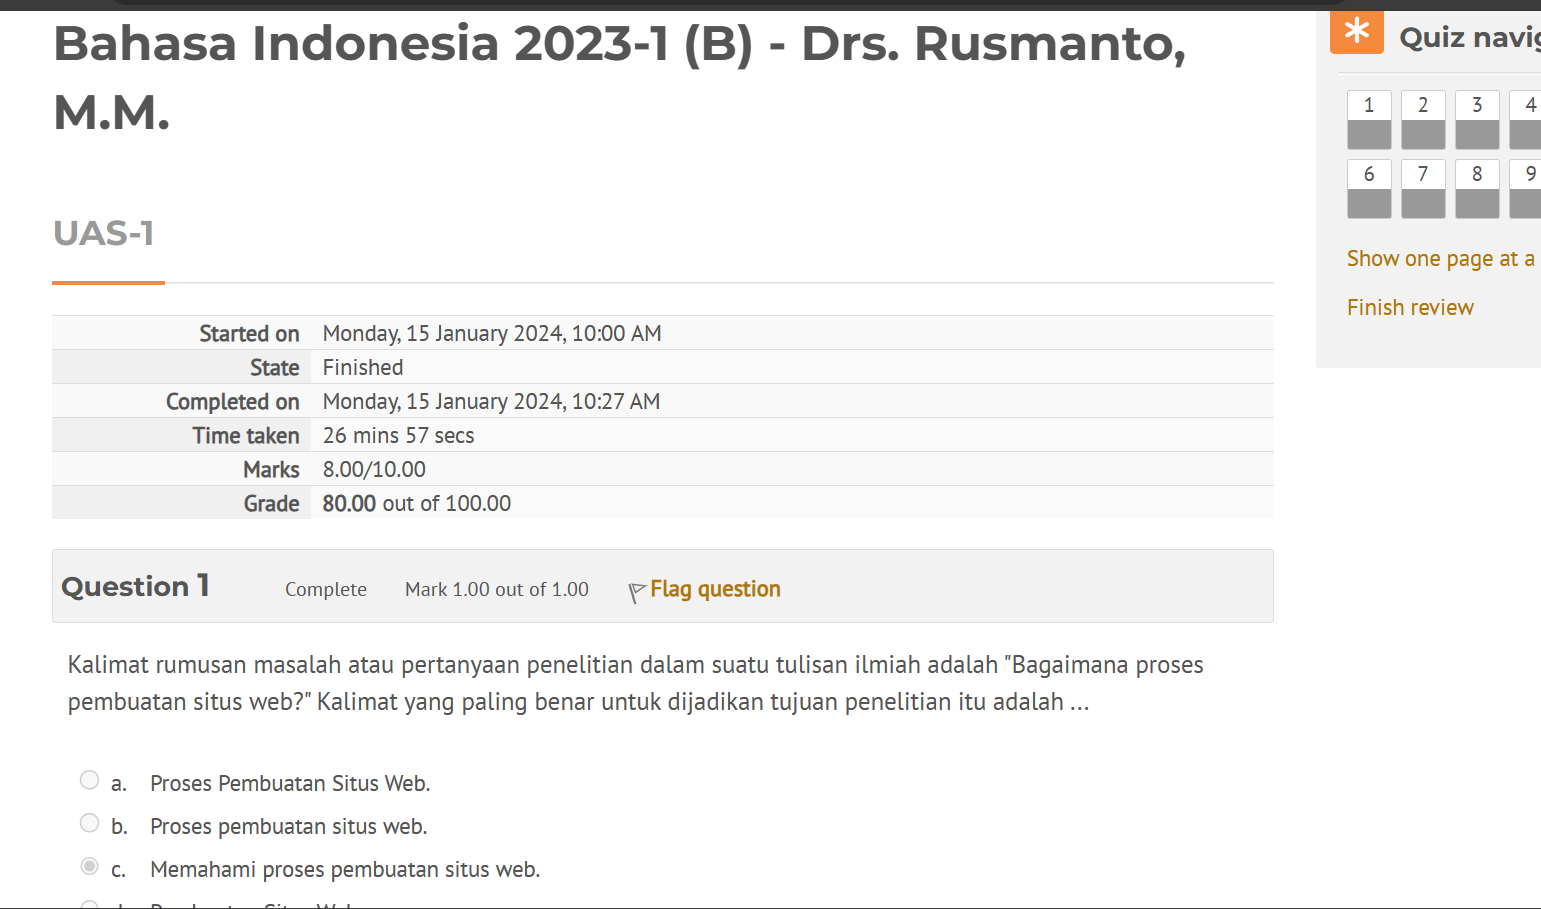 Bahasa Indonesia 2023-1 (B) - Drs. Rusmanto,
M.M.
UAS-1
Started on Monday, 15 January 2024, 10:00 AM
State Finished
Completed on Monday, 15 January 2024, 10:27 AM
Time taken 26 mins 57 secs
Marks 8.00/10.00
Grade 80.00 out of 100.00
Question 1 Complete Mark 1.00 out of 1.00 Flag question
Kalimat rumusan masalah atau pertanyaan penelitian dalam suatu tulisan ilmiah adalah "Bagaimana proses
pembuatan situs web?" Kalimat yang paling benar untuk dijadikan tujuan penelitian itu adalah ...
a. Proses Pembuatan Situs Web.
b. Proses pembuatan situs web.
c. Memahami proses pembuatan situs web.
Quiz
1 2 3 4
6 7 8 9
Show one page at a
Finish review